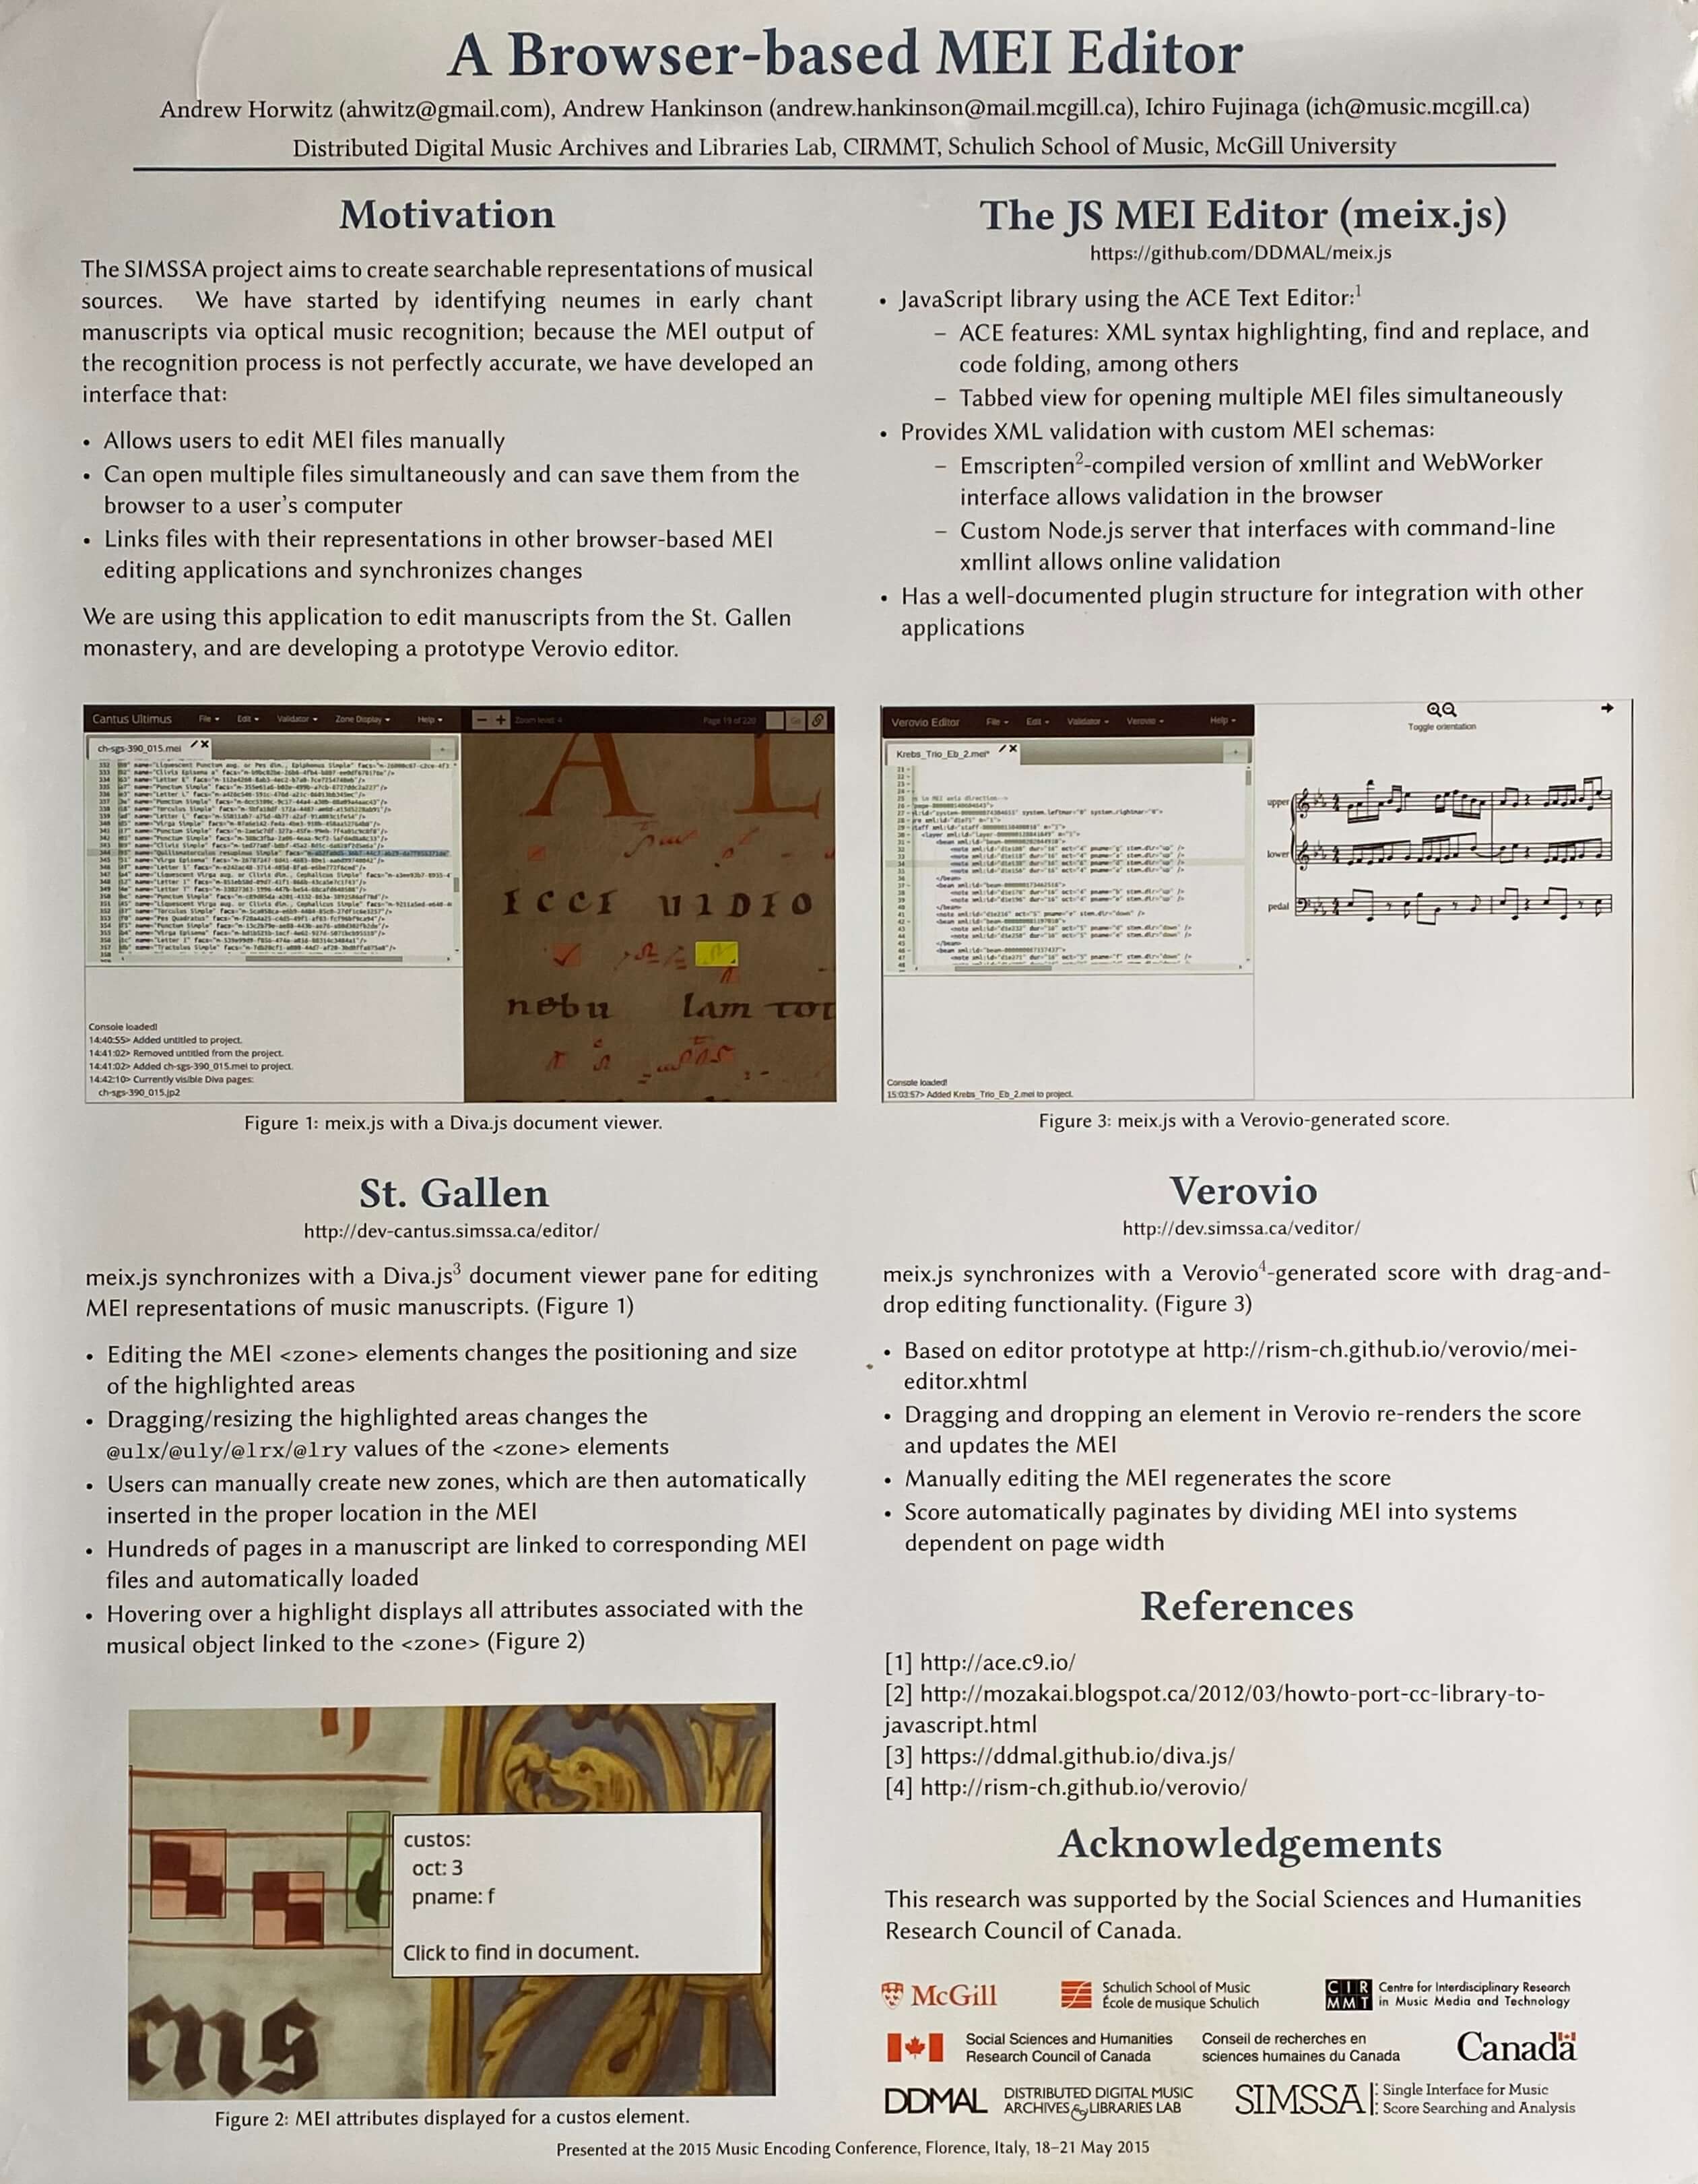 A Browser-based MEI Editor
Andrew Horwitz (ahwitz@gmail.com), Andrew Hankinson (andrew.hankinson@mail.mcgill.ca), Ichiro Fujinaga (ich@music.mcgill.ca)
Distributed Digital Music Archives and Libraries Lab, CIRMMT, Schulich School of Music, McGill University
Motivation
The SIMSSA project aims to create searchable representations of musical
sources. We have started by identifying neumes in early chant
manuscripts via optical music recognition; because the MEI output of
the recognition process is not perfectly accurate, we have developed an
interface that:
• Allows users to edit MEI files manually
• Can open multiple files simultaneously and can save them from the
browser to a user's computer
• Links files with their representations in other browser-based MEI
editing applications and synchronizes changes
We are using this application to edit manuscripts from the St. Gallen
monastery, and are developing a prototype Verovio editor.
Cantus Ultimus File Edit Validator Zone Display Help
Zoom level: 4 Page 19 of 220 Go
ch-sgs-390_015.mei
A L
ICCI UIDIO
nebu lam TOT
Console loaded!
14:40:55> Added untitled to project.
14:41:02> Removed untitled from the project.
14:41:02> Added ch-sgs-390_015.mei to project.
14:42:10> Currently visible Diva pages:
ch-sgs-390_015.jp2
Figure 1: meix.js with a Diva.js document viewer.
St. Gallen
http://dev-cantus.simssa.ca/editor/
meix.js synchronizes with a Diva.js³ document viewer pane for editing
MEI representations of music manuscripts. (Figure 1)
• Editing the MEI <zone> elements changes the positioning and size
of the highlighted areas
• Dragging/resizing the highlighted areas changes the
@ulx/@uly/@lrx/@lry values of the <zone> elements
• Users can manually create new zones, which are then automatically
inserted in the proper location in the MEI
• Hundreds of pages in a manuscript are linked to corresponding MEI
files and automatically loaded
• Hovering over a highlight displays all attributes associated with the
musical object linked to the <zone> (Figure 2)
custos:
oct: 3
pname: f
Click to find in document.
ms
Figure 2: MEI attributes displayed for a custos element.
The JS MEI Editor (meix.js)
https://github.com/DDMAL/meix.js
• JavaScript library using the ACE Text Editor:¹
– ACE features: XML syntax highlighting, find and replace, and
code folding, among others
– Tabbed view for opening multiple MEI files simultaneously
• Provides XML validation with custom MEI schemas:
– Emscripten²-compiled version of xmllint and WebWorker
interface allows validation in the browser
– Custom Node.js server that interfaces with command-line
xmllint allows online validation
• Has a well-documented plugin structure for integration with other
applications
Verovio Editor File Edit Validator Verovio Help
Krebs_Trio_Eb_2.mei*
Toggle orientation
upper
lower
pedal
Console loaded!
15:03:57> Added Krebs_Trio_Eb_2.mei to project.
Figure 3: meix.js with a Verovio-generated score.
Verovio
http://dev.simssa.ca/veditor/
meix.js synchronizes with a Verovio⁴-generated score with drag-and-
drop editing functionality. (Figure 3)
• Based on editor prototype at http://rism-ch.github.io/verovio/mei-
editor.xhtml
• Dragging and dropping an element in Verovio re-renders the score
and updates the MEI
• Manually editing the MEI regenerates the score
• Score automatically paginates by dividing MEI into systems
dependent on page width
References
[1] http://ace.c9.io/
[2] http://mozakai.blogspot.ca/2012/03/howto-port-cc-library-to-
javascript.html
[3] https://ddmal.github.io/diva.js/
[4] http://rism-ch.github.io/verovio/
Acknowledgements
This research was supported by the Social Sciences and Humanities
Research Council of Canada.
McGill
Schulich School of Music
École de musique Schulich
CIRMMT
Centre for Interdisciplinary Research
in Music Media and Technology
Social Sciences and Humanities
Research Council of Canada
Conseil de recherches en
sciences humaines du Canada
Canada
DDMAL
DISTRIBUTED DIGITAL MUSIC
ARCHIVES & LIBRARIES LAB
SIMSSA
Single Interface for Music
Score Searching and Analysis
Presented at the 2015 Music Encoding Conference, Florence, Italy, 18–21 May 2015